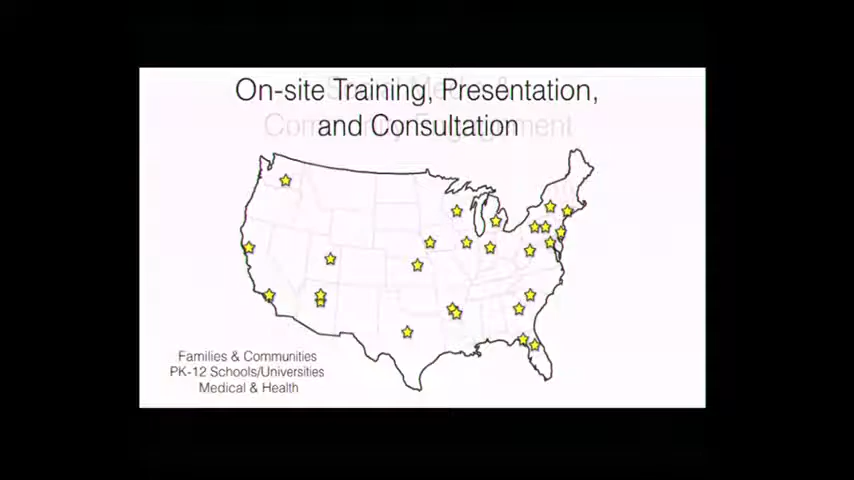 On-site Training, Presentation,
and Consultation
Families & Communities
PK-12 Schools/Universities
Medical & Health